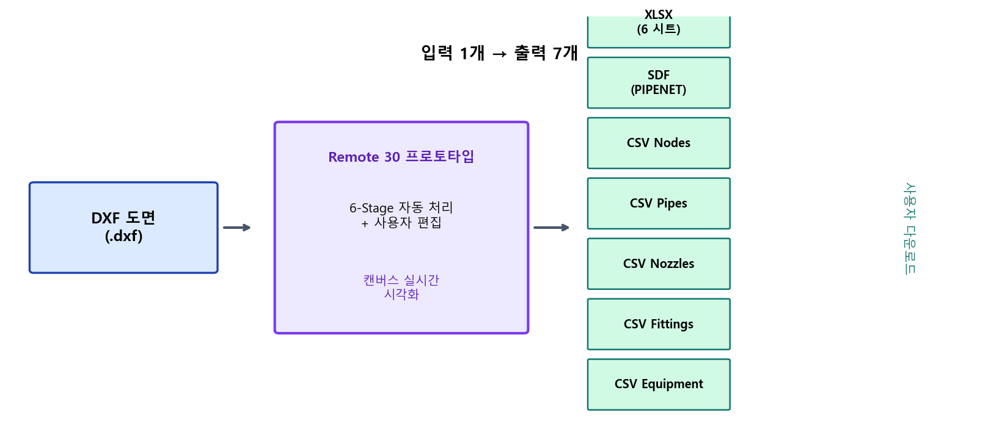 입력 1개 → 출력 7개
DXF 도면
(.dxf)
Remote 30 프로토타입
6-Stage 자동 처리
+ 사용자 편집
캔버스 실시간
시각화
XLSX
(6 시트)
SDF
(PIPENET)
CSV Nodes
CSV Pipes
CSV Nozzles
CSV Fittings
CSV Equipment
사용자 다운로드